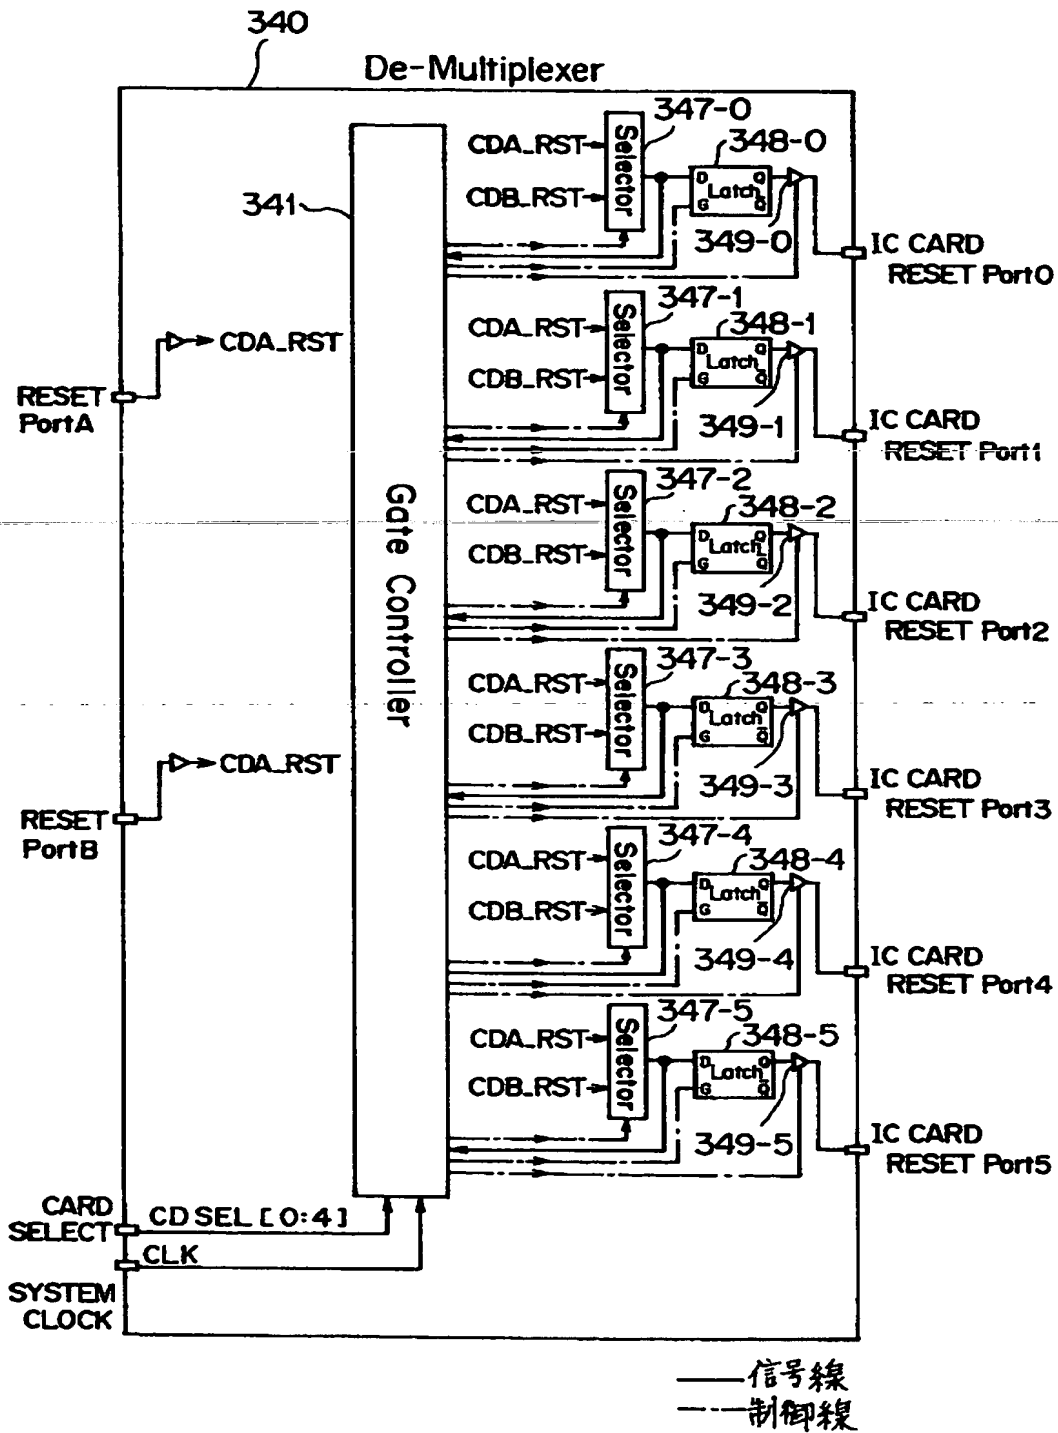 340
De-Multiplexer
341
Gate Controller
RESET
PortA
CDA_RST
RESET
PortB
CDA_RST
CARD
SELECT
CD SEL [0:4]
CLK
SYSTEM
CLOCK
CDA_RST
CDB_RST
Selector
347-0
348-0
D Q
Latch
G Q̅
349-0
IC CARD
RESET Port0
CDA_RST
CDB_RST
Selector
347-1
348-1
D Q
Latch
G Q̅
349-1
IC CARD
RESET Port1
CDA_RST
CDB_RST
Selector
347-2
348-2
D Q
Latch
G Q̅
349-2
IC CARD
RESET Port2
CDA_RST
CDB_RST
Selector
347-3
348-3
D Q
Latch
G Q̅
349-3
IC CARD
RESET Port3
CDA_RST
CDB_RST
Selector
347-4
348-4
D Q
Latch
G Q̅
349-4
IC CARD
RESET Port4
CDA_RST
CDB_RST
Selector
347-5
348-5
D Q
Latch
G Q̅
349-5
IC CARD
RESET Port5
信号線
制御線